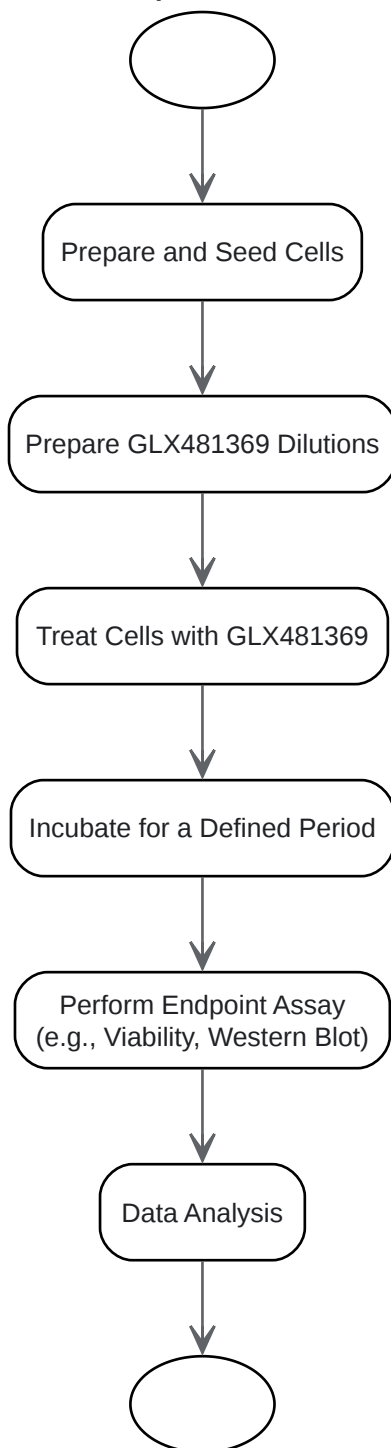 Prepare and Seed Cells
Prepare GLX481369 Dilutions
Treat Cells with GLX481369
Incubate for a Defined Period
Perform Endpoint Assay
(e.g., Viability, Western Blot)
Data Analysis